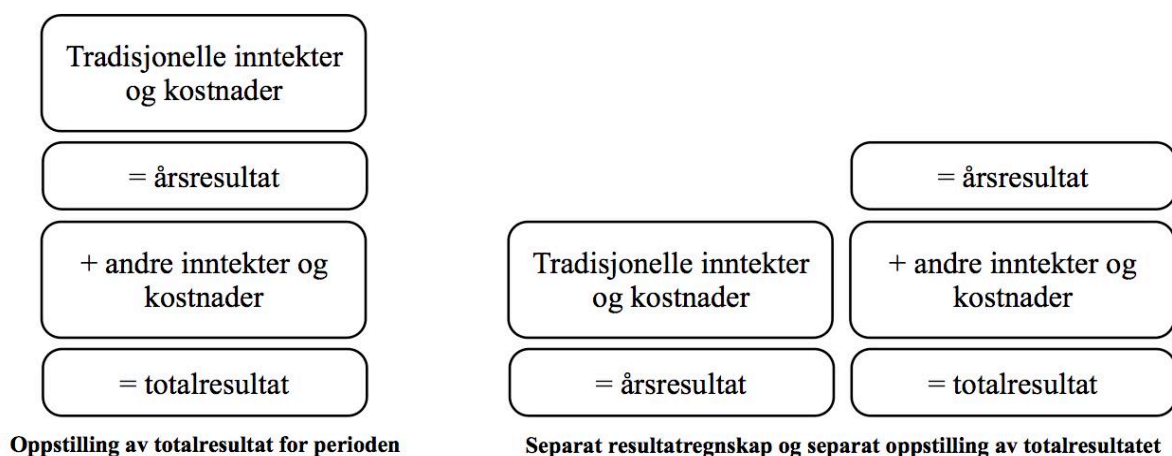 Tradisjonelle inntekter
og kostnader
= årsresultat
+ andre inntekter og
kostnader
= totalresultat
Oppstilling av totalresultat for perioden
Tradisjonelle inntekter
og kostnader
= årsresultat
= årsresultat
+ andre inntekter og
kostnader
= totalresultat
Separat resultatregnskap og separat oppstilling av totalresultatet